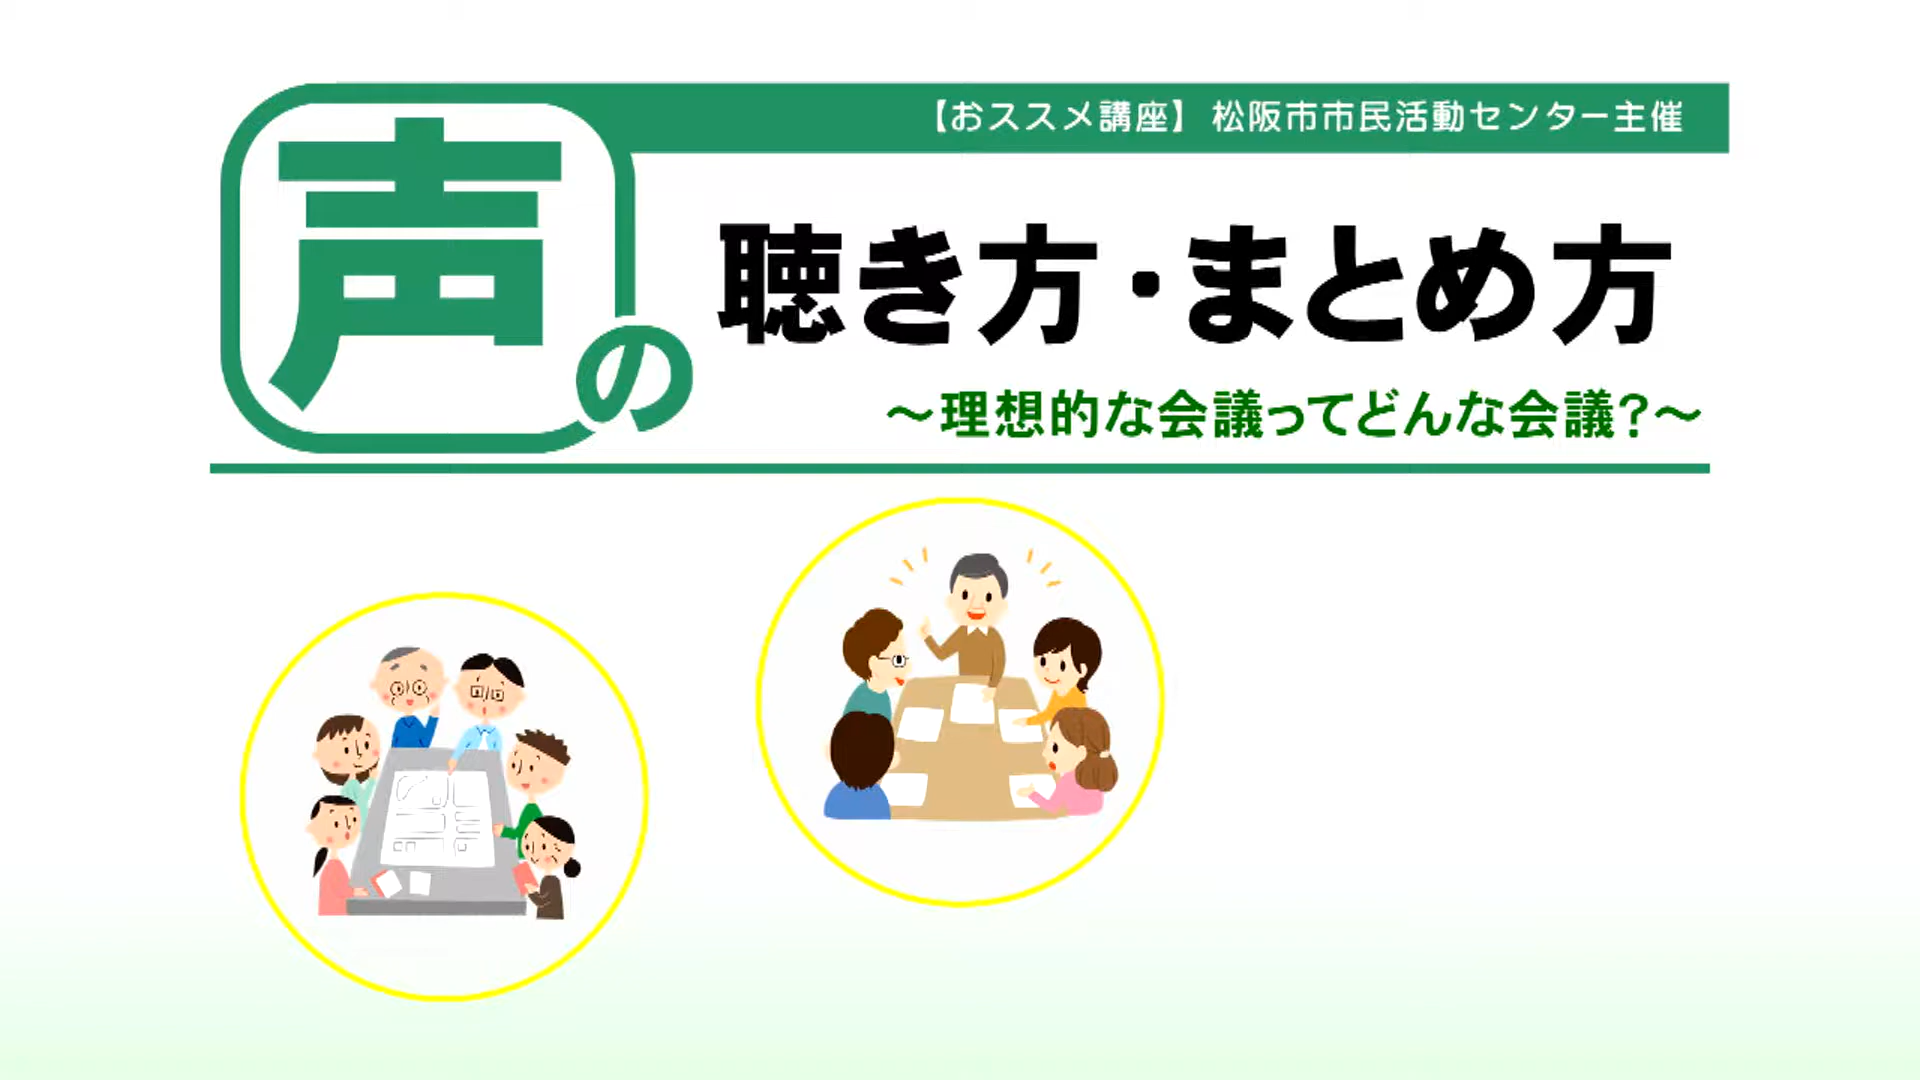 【おススメ講座】 松阪市市民活動センター主催
声の聴き方・まとめ方
～理想的な会議ってどんな会議？～